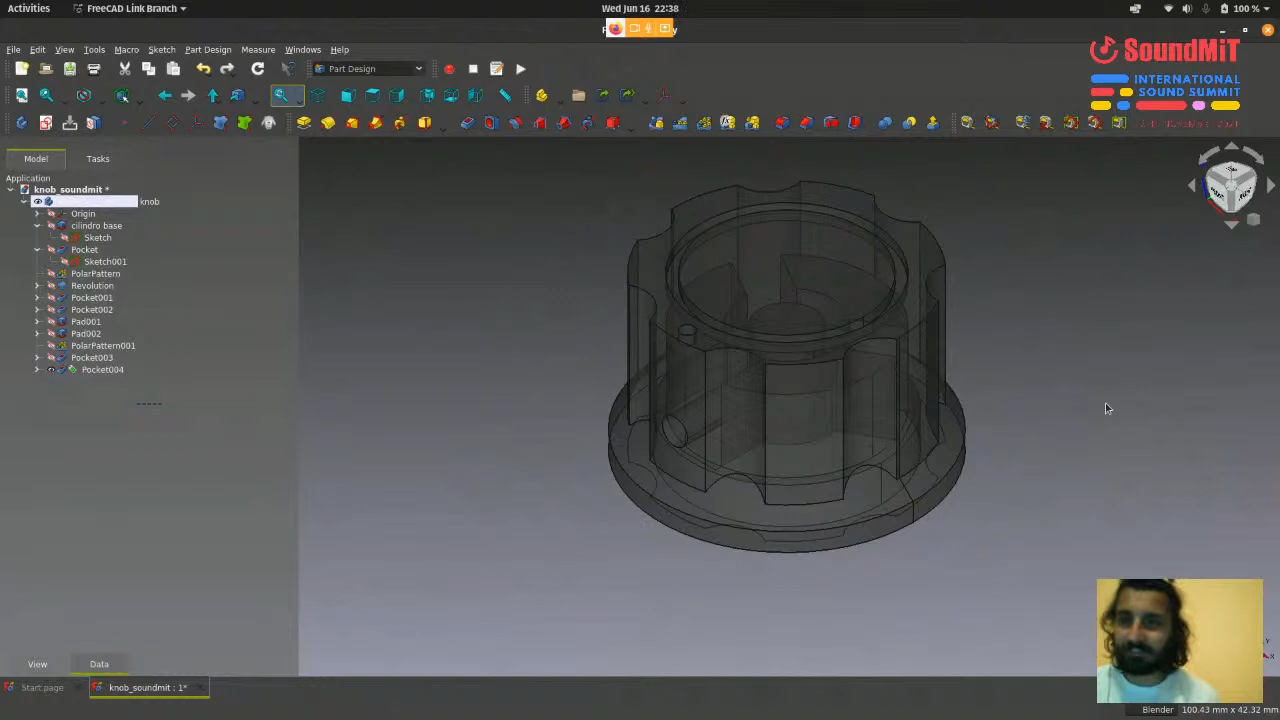 Activities
FreeCAD Link Branch
Wed Jun 16 22:38
100 %
File Edit View Tools Macro Sketch Part Design Measure Windows Help
SoundMiT
INTERNATIONAL
SOUND SUMMIT
Part Design
Model Tasks
Application
knob_soundmit *
knob
Origin
cilindro base
Sketch
Pocket
Sketch001
PolarPattern
Revolution
Pocket001
Pocket002
Pad001
Pad002
PolarPattern001
Pocket003
Pocket004
View Data
Start page
knob_soundmit : 1*
Blender 100.43 mm x 42.32 mm